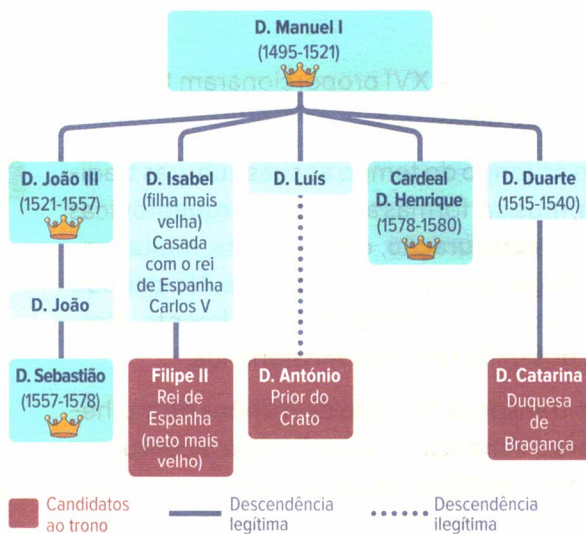 D. Manuel I
(1495-1521)
D. João III
(1521-1557)
D. Isabel
(filha mais
velha)
Casada
com o rei
de Espanha
Carlos V
D. Luís
Cardeal
D. Henrique
(1578-1580)
D. Duarte
(1515-1540)
D. João
D. Sebastião
(1557-1578)
Filipe II
Rei de
Espanha
(neto mais
velho)
D. António
Prior do
Crato
D. Catarina
Duquesa
de
Bragança
Candidatos
ao trono
Descendência
legítima
Descendência
ilegítima